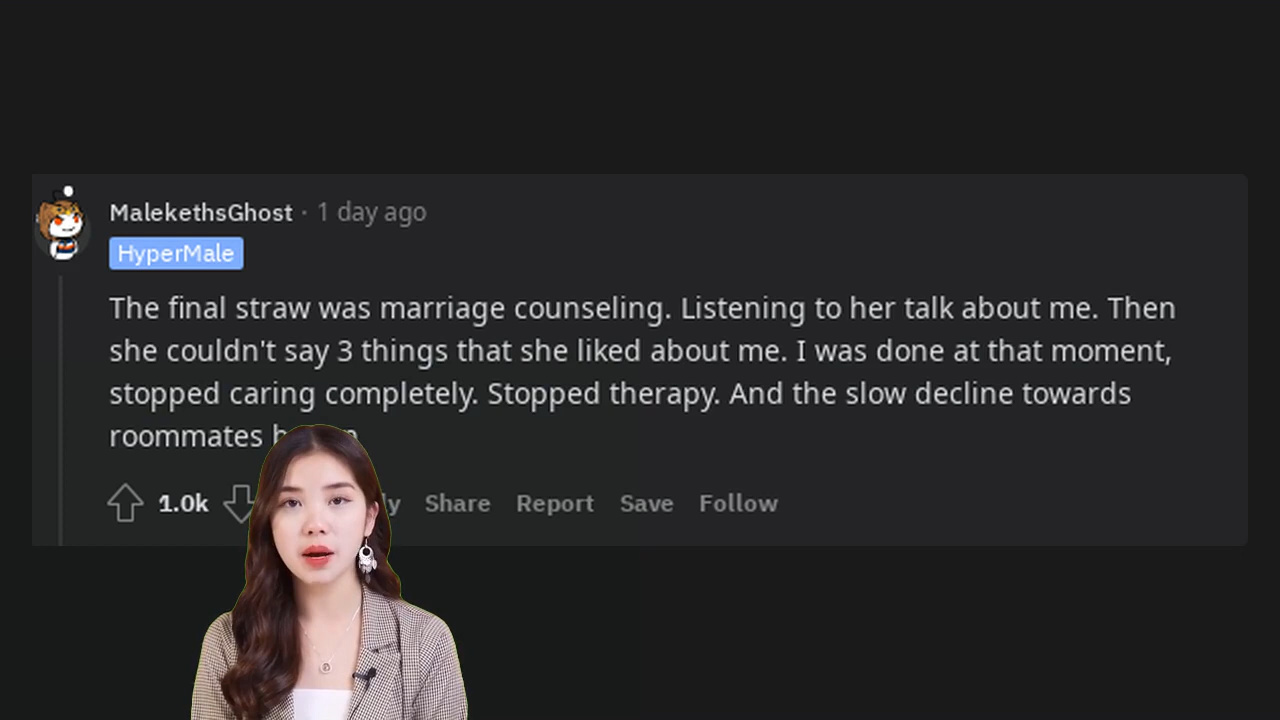 MalekethsGhost · 1 day ago
HyperMale
The final straw was marriage counseling. Listening to her talk about me. Then
she couldn't say 3 things that she liked about me. I was done at that moment,
stopped caring completely. Stopped therapy. And the slow decline towards
roommates
1.0k Share Report Save Follow